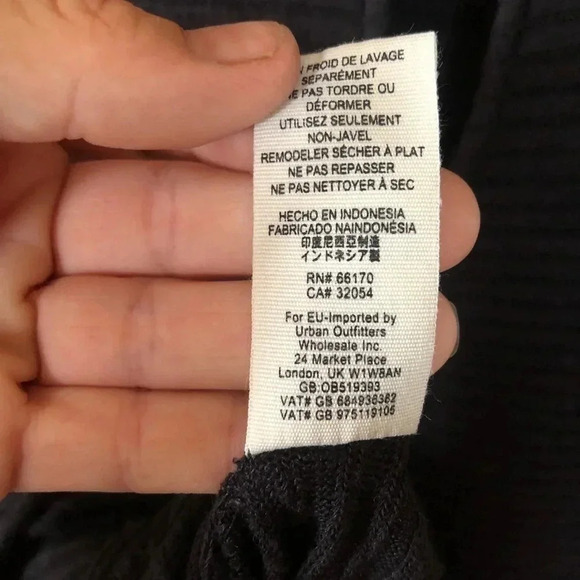 FROID DE LAVAGE
SEPARÉMENT
NE PAS TORDRE OU
DÉFORMER
UTILISEZ SEULEMENT
NON-JAVEL
REMODELER SÉCHER À PLAT
NE PAS REPASSER
NE PAS NETTOYER À SEC
HECHO EN INDONESIA
FABRICADO NAINDONÉSIA
印度尼西亞制造
インドネシア製
RN# 66170
CA# 32054
For EU-Imported by
Urban Outfitters
Wholesale Inc.
24 Market Place
London, UK W1W8AN
GB:OB519393
VAT# GB 684936382
VAT# GB 975119106